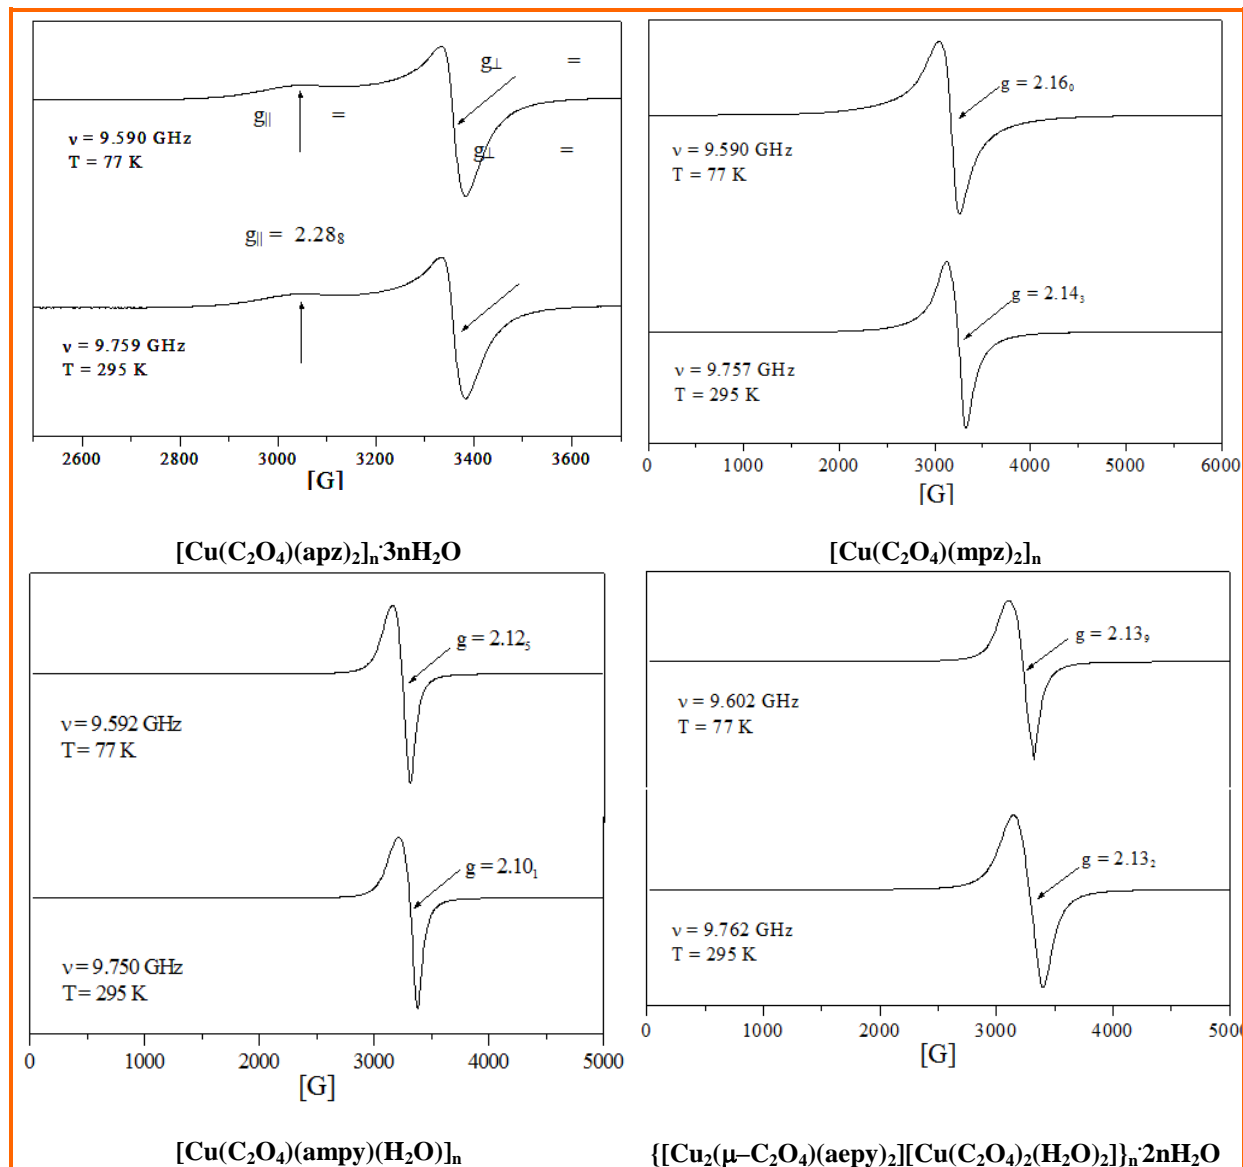 g⊥ =
g|| =
ν = 9.590 GHz
T = 77 K
g⊥ =
g|| = 2.28₈
ν = 9.759 GHz
T = 295 K
2600 2800 3000 3200 3400 3600
[G]
[Cu(C₂O₄)(apz)₂]ₙ·3nH₂O
g = 2.16₀
ν = 9.590 GHz
T = 77 K
g = 2.14₃
ν = 9.757 GHz
T = 295 K
0 1000 2000 3000 4000 5000 6000
[G]
[Cu(C₂O₄)(mpz)₂]ₙ
g = 2.12₅
ν = 9.592 GHz
T = 77 K
g = 2.10₁
ν = 9.750 GHz
T = 295 K
0 1000 2000 3000 4000 5000
[G]
[Cu(C₂O₄)(ampy)(H₂O)]ₙ
g = 2.13₉
ν = 9.602 GHz
T = 77 K
g = 2.13₂
ν = 9.762 GHz
T = 295 K
0 1000 2000 3000 4000 5000
[G]
{[Cu₂(μ–C₂O₄)(aepy)₂][Cu(C₂O₄)₂(H₂O)₂]}ₙ·2nH₂O